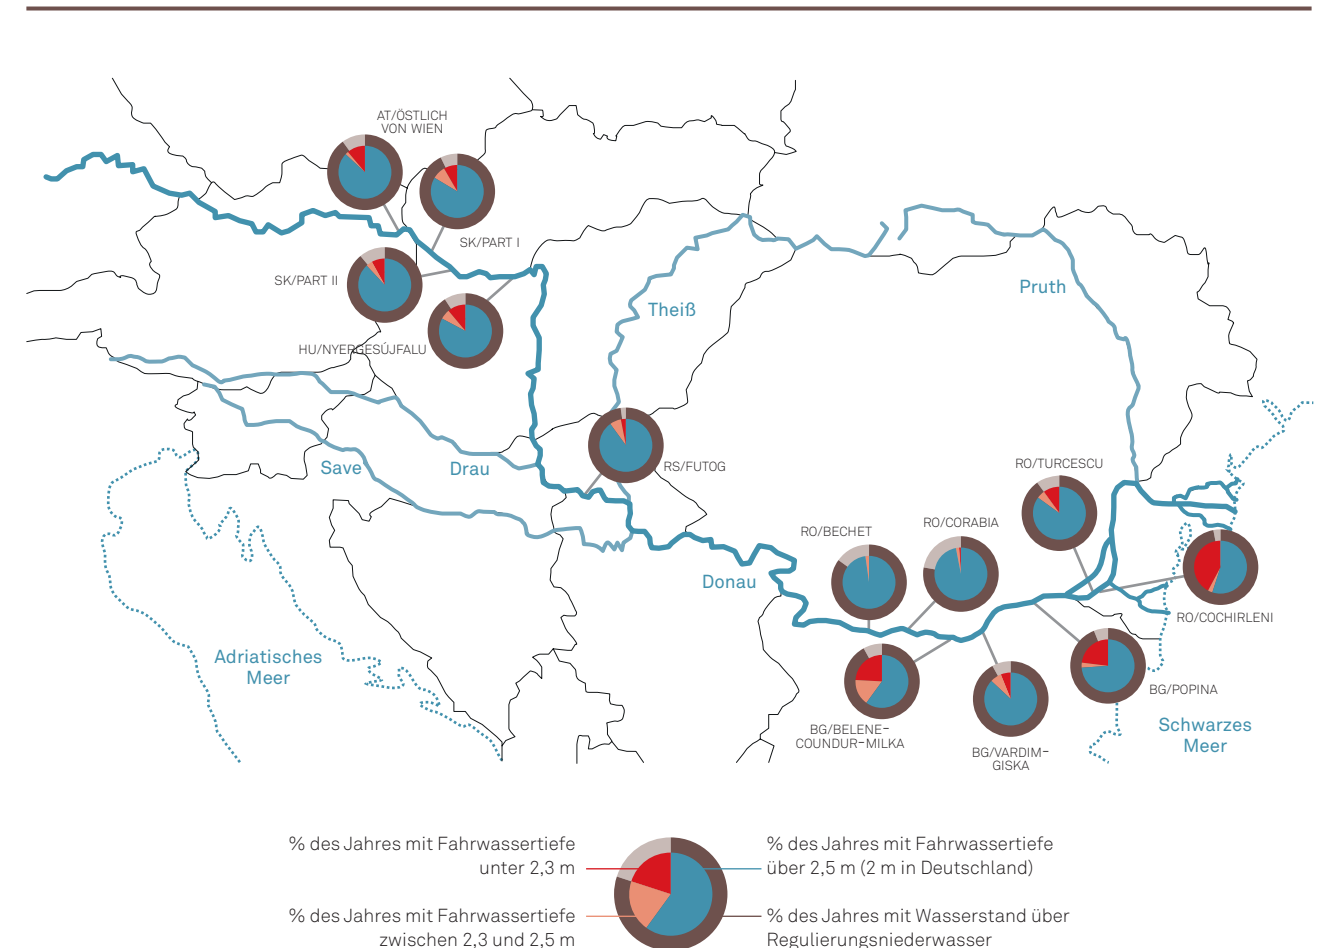 AT/ÖSTLICH
VON WIEN
SK/PART I
SK/PART II
HU/NYERGESÚJFALU
Theiß
Pruth
Save
Drau
RS/FUTOG
RO/TURCESCU
RO/BECHET
RO/CORABIA
Donau
RO/COCHIRLENI
Adriatisches
Meer
BG/POPINA
BG/BELENE-
COUNDUR-MILKA
BG/VARDIM-
GISKA
Schwarzes
Meer
% des Jahres mit Fahrwassertiefe
unter 2,3 m
% des Jahres mit Fahrwassertiefe
über 2,5 m (2 m in Deutschland)
% des Jahres mit Fahrwassertiefe
zwischen 2,3 und 2,5 m
% des Jahres mit Wasserstand über
Regulierungsniederwasser